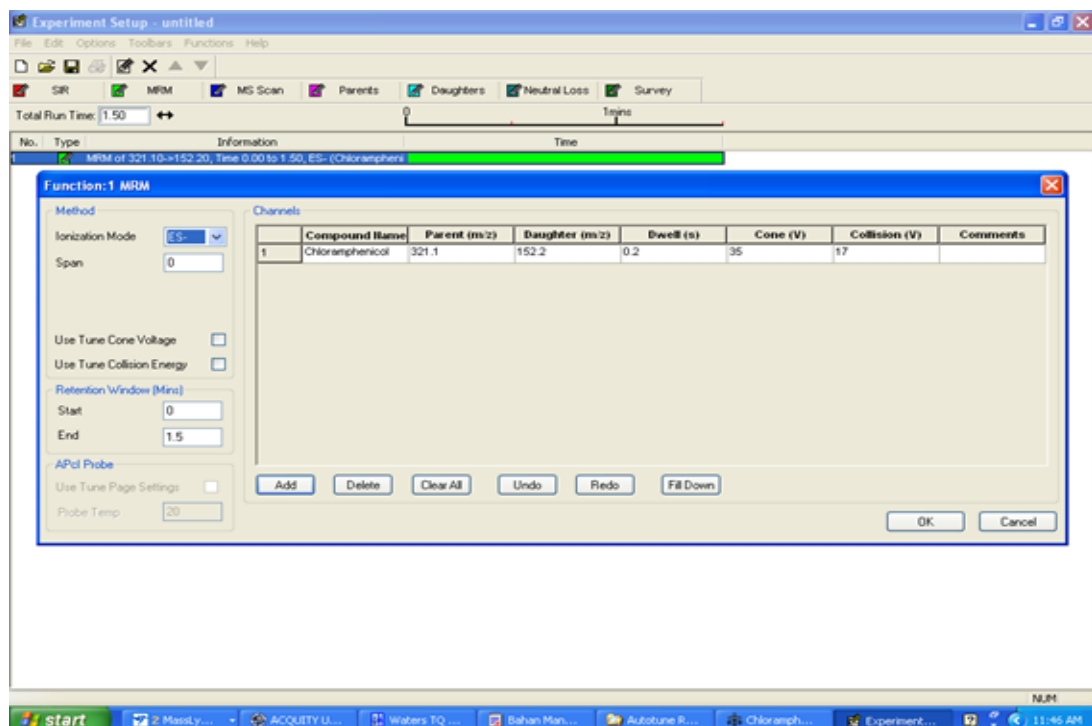 Experiment Setup - untitled
File Edit Options Toolbars Functions Help
SIR MRM MS Scan Parents Daughters Neutral Loss Survey
Total Run Time: 1.50 0 1mins
No. Type Information Time
1 MRM of 321.10->152.20, Time 0.00 to 1.50, ES- (Chlorampheni
Function:1 MRM
Method
Ionization Mode ES-
Span 0
Use Tune Cone Voltage
Use Tune Collision Energy
Retention Window (Mins)
Start 0
End 1.5
APcI Probe
Use Tune Page Settings
Probe Temp 20
Channels
Compound Name Parent (m/z) Daughter (m/z) Dwell (s) Cone (V) Collision (V) Comments
1 Chloramphenicol 321.1 152.2 0.2 35 17
Add Delete Clear All Undo Redo Fill Down
OK Cancel
NUM
start 2 MassLy... ACQUITY U... Waters TQ ... Bahan Man... Autotune R... Chloramph... Experiment... 11:46 AM